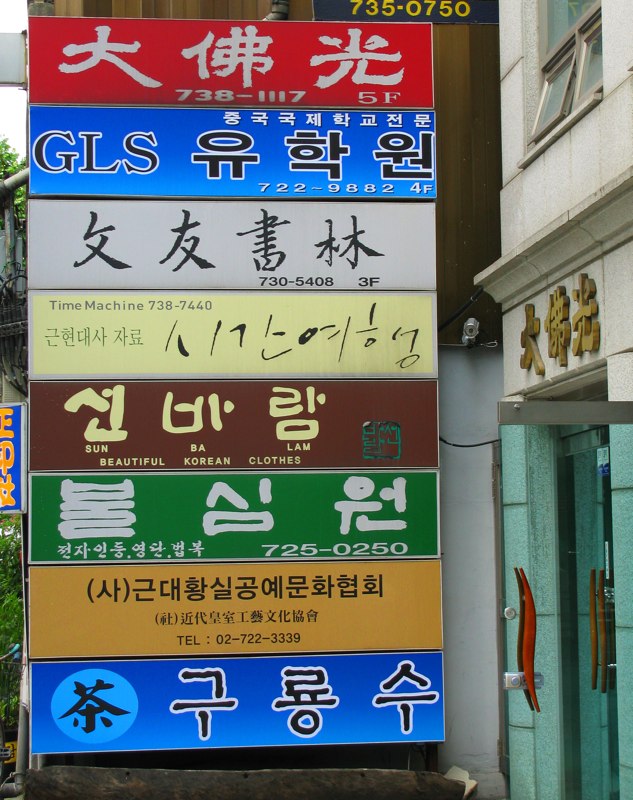 735-0750
大佛光
738-1117 5F
중국국제학교전문
GLS 유학원
722~9882 4F
文友書林
730-5408 3F
Time Machine 738-7440
근현대사 자료 시간여행
신바람
SUN BA LAM
BEAUTIFUL KOREAN CLOTHES
불심원
전자인등.영단.법복 725-0250
(사)근대황실공예문화협회
(社)近代皇室工藝文化協會
TEL : 02-722-3339
茶 구룡수
大佛光